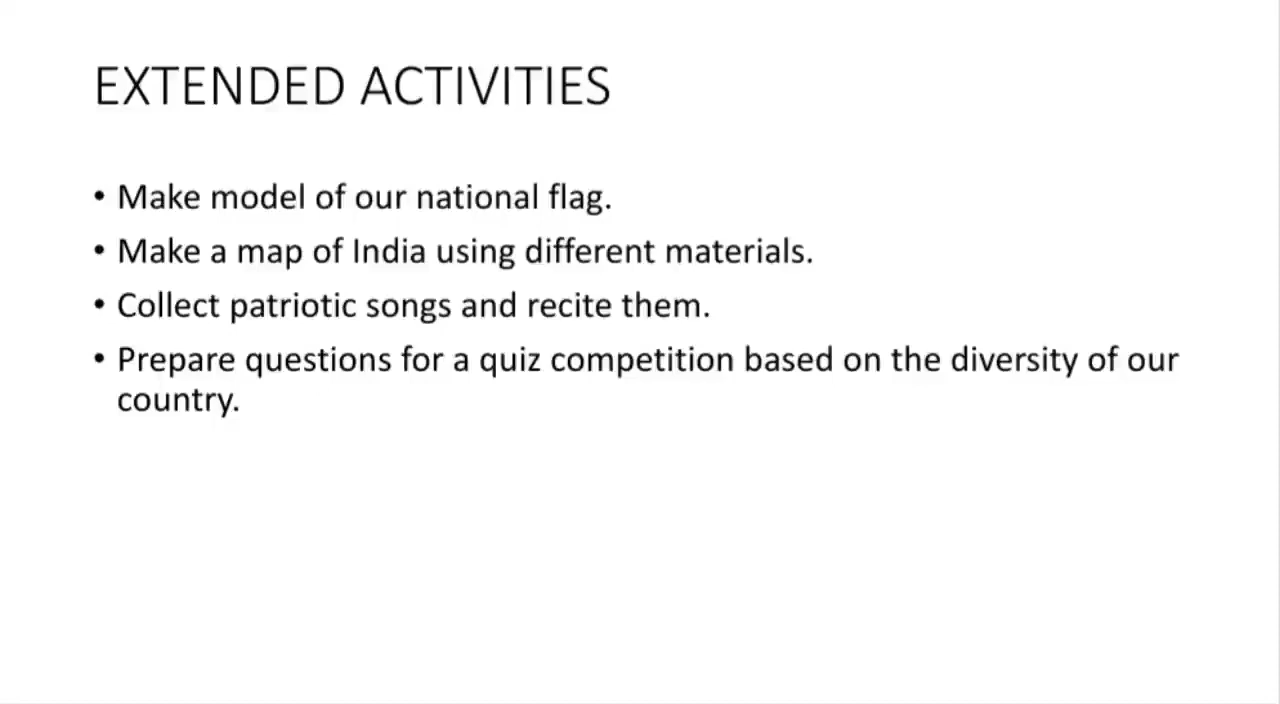 EXTENDED ACTIVITIES
• Make model of our national flag.
• Make a map of India using different materials.
• Collect patriotic songs and recite them.
• Prepare questions for a quiz competition based on the diversity of our
country.